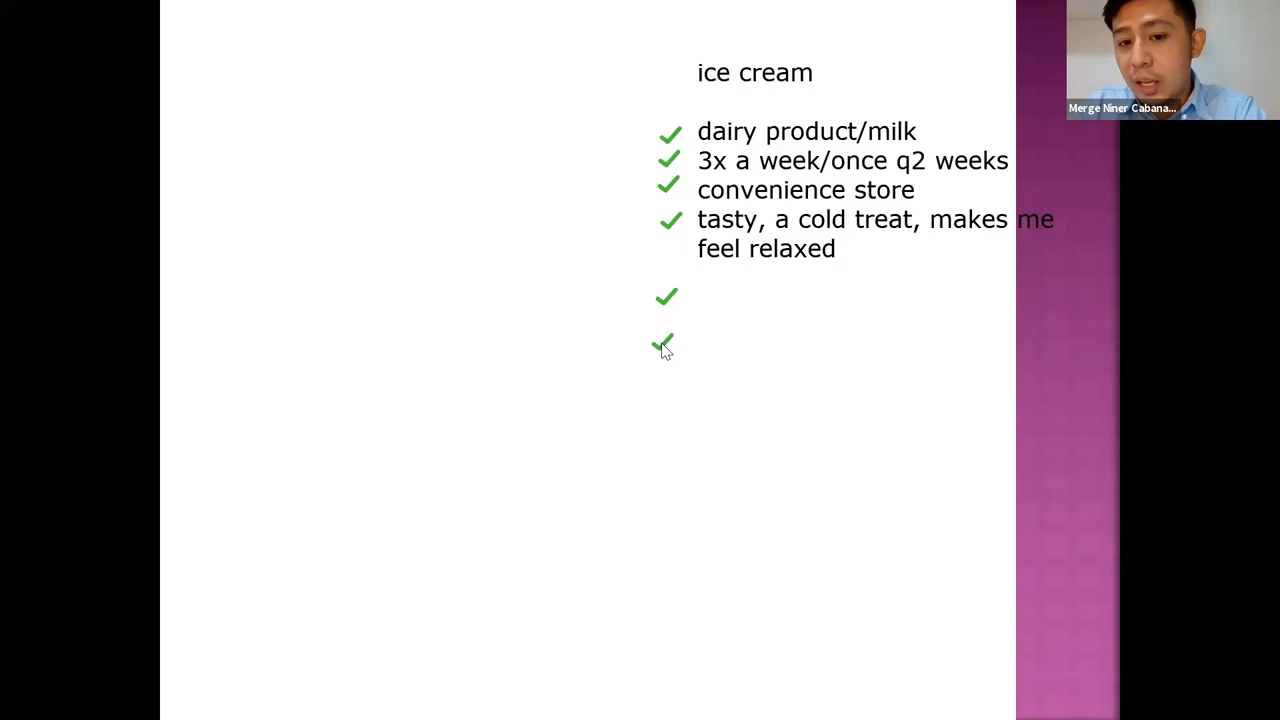 ice cream
dairy product/milk
3x a week/once q2 weeks
convenience store
tasty, a cold treat, makes me
feel relaxed
Merge Niner Cabana...